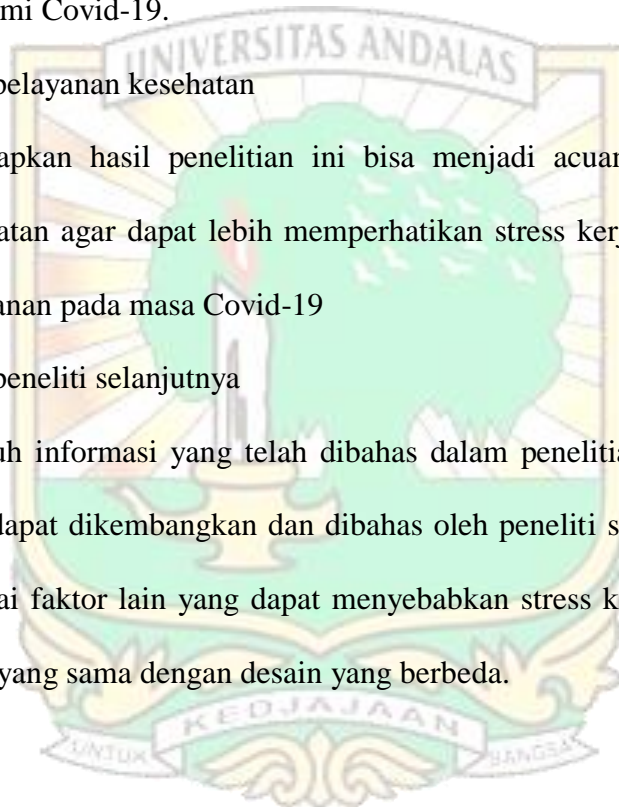 UNIVERSITAS ANDALAS
mi Covid-19.
pelayanan kesehatan
apkan hasil penelitian ini bisa menjadi acuan
atan agar dapat lebih memperhatikan stress kerj
anan pada masa Covid-19
peneliti selanjutnya
uh informasi yang telah dibahas dalam penelitia
dapat dikembangkan dan dibahas oleh peneliti s
ai faktor lain yang dapat menyebabkan stress k
yang sama dengan desain yang berbeda.
KEDJAJAAN
UNTUK BANGSA